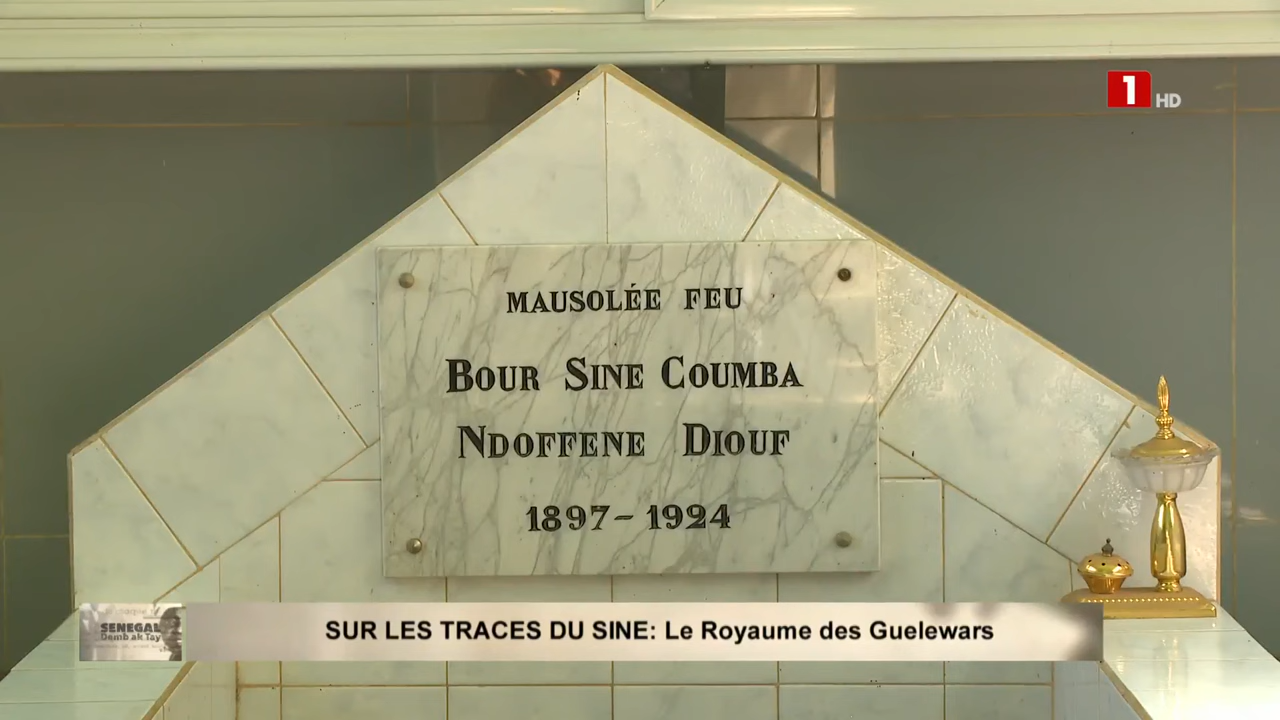 1 HD
MAUSOLÉE FEU
BOUR SINE COUMBA
NDOFFENE DIOUF
1897-1924
SENEGAL
Demb ak Tay
SUR LES TRACES DU SINE: Le Royaume des Guelewars